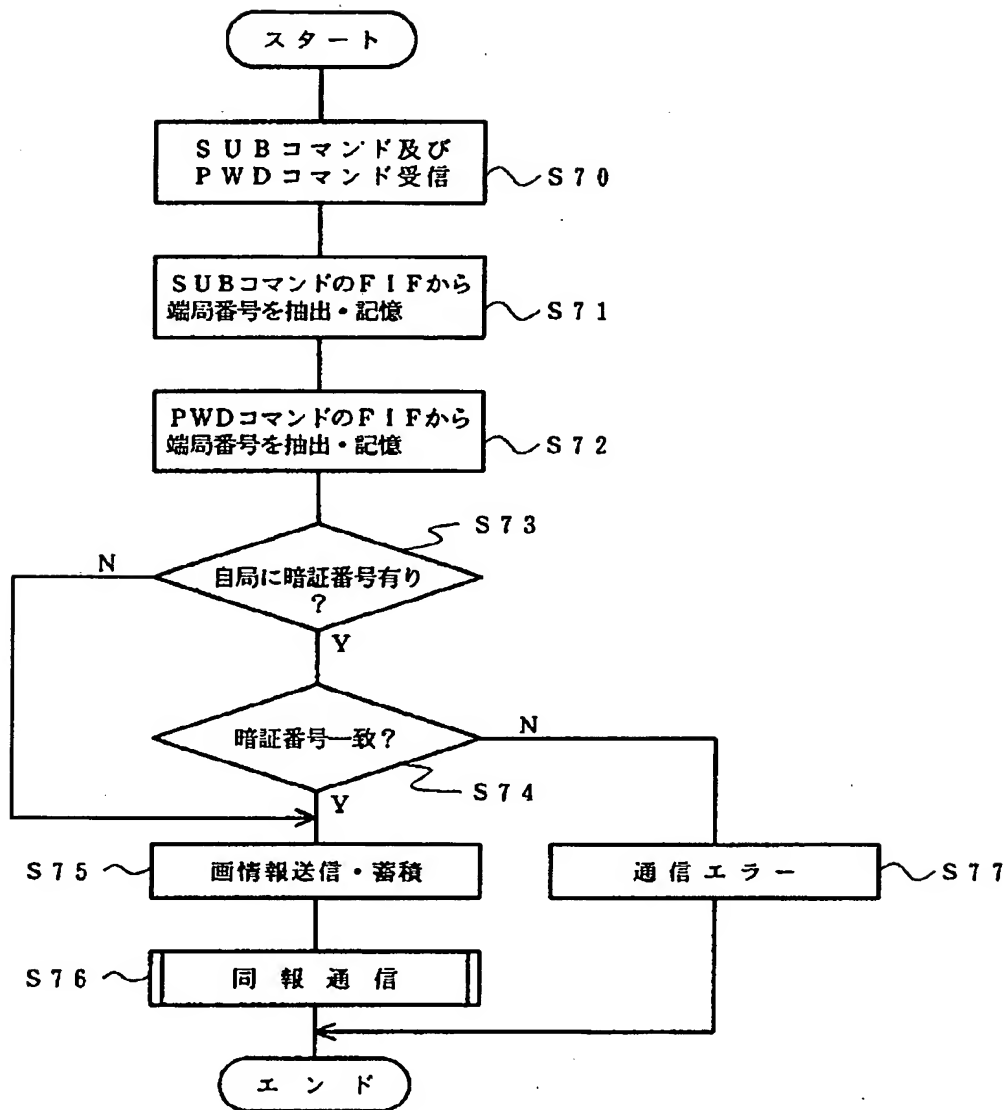 スタート
SUBコマンド及び
PWDコマンド受信
S70
SUBコマンドのFIFから
端局番号を抽出・記憶
S71
PWDコマンドのFIFから
端局番号を抽出・記憶
S72
S73
N
自局に暗証番号有り
?
Y
暗証番号一致?
N
S74
Y
S75
画情報送信・蓄積
通信エラー
S77
S76
同報通信
エンド